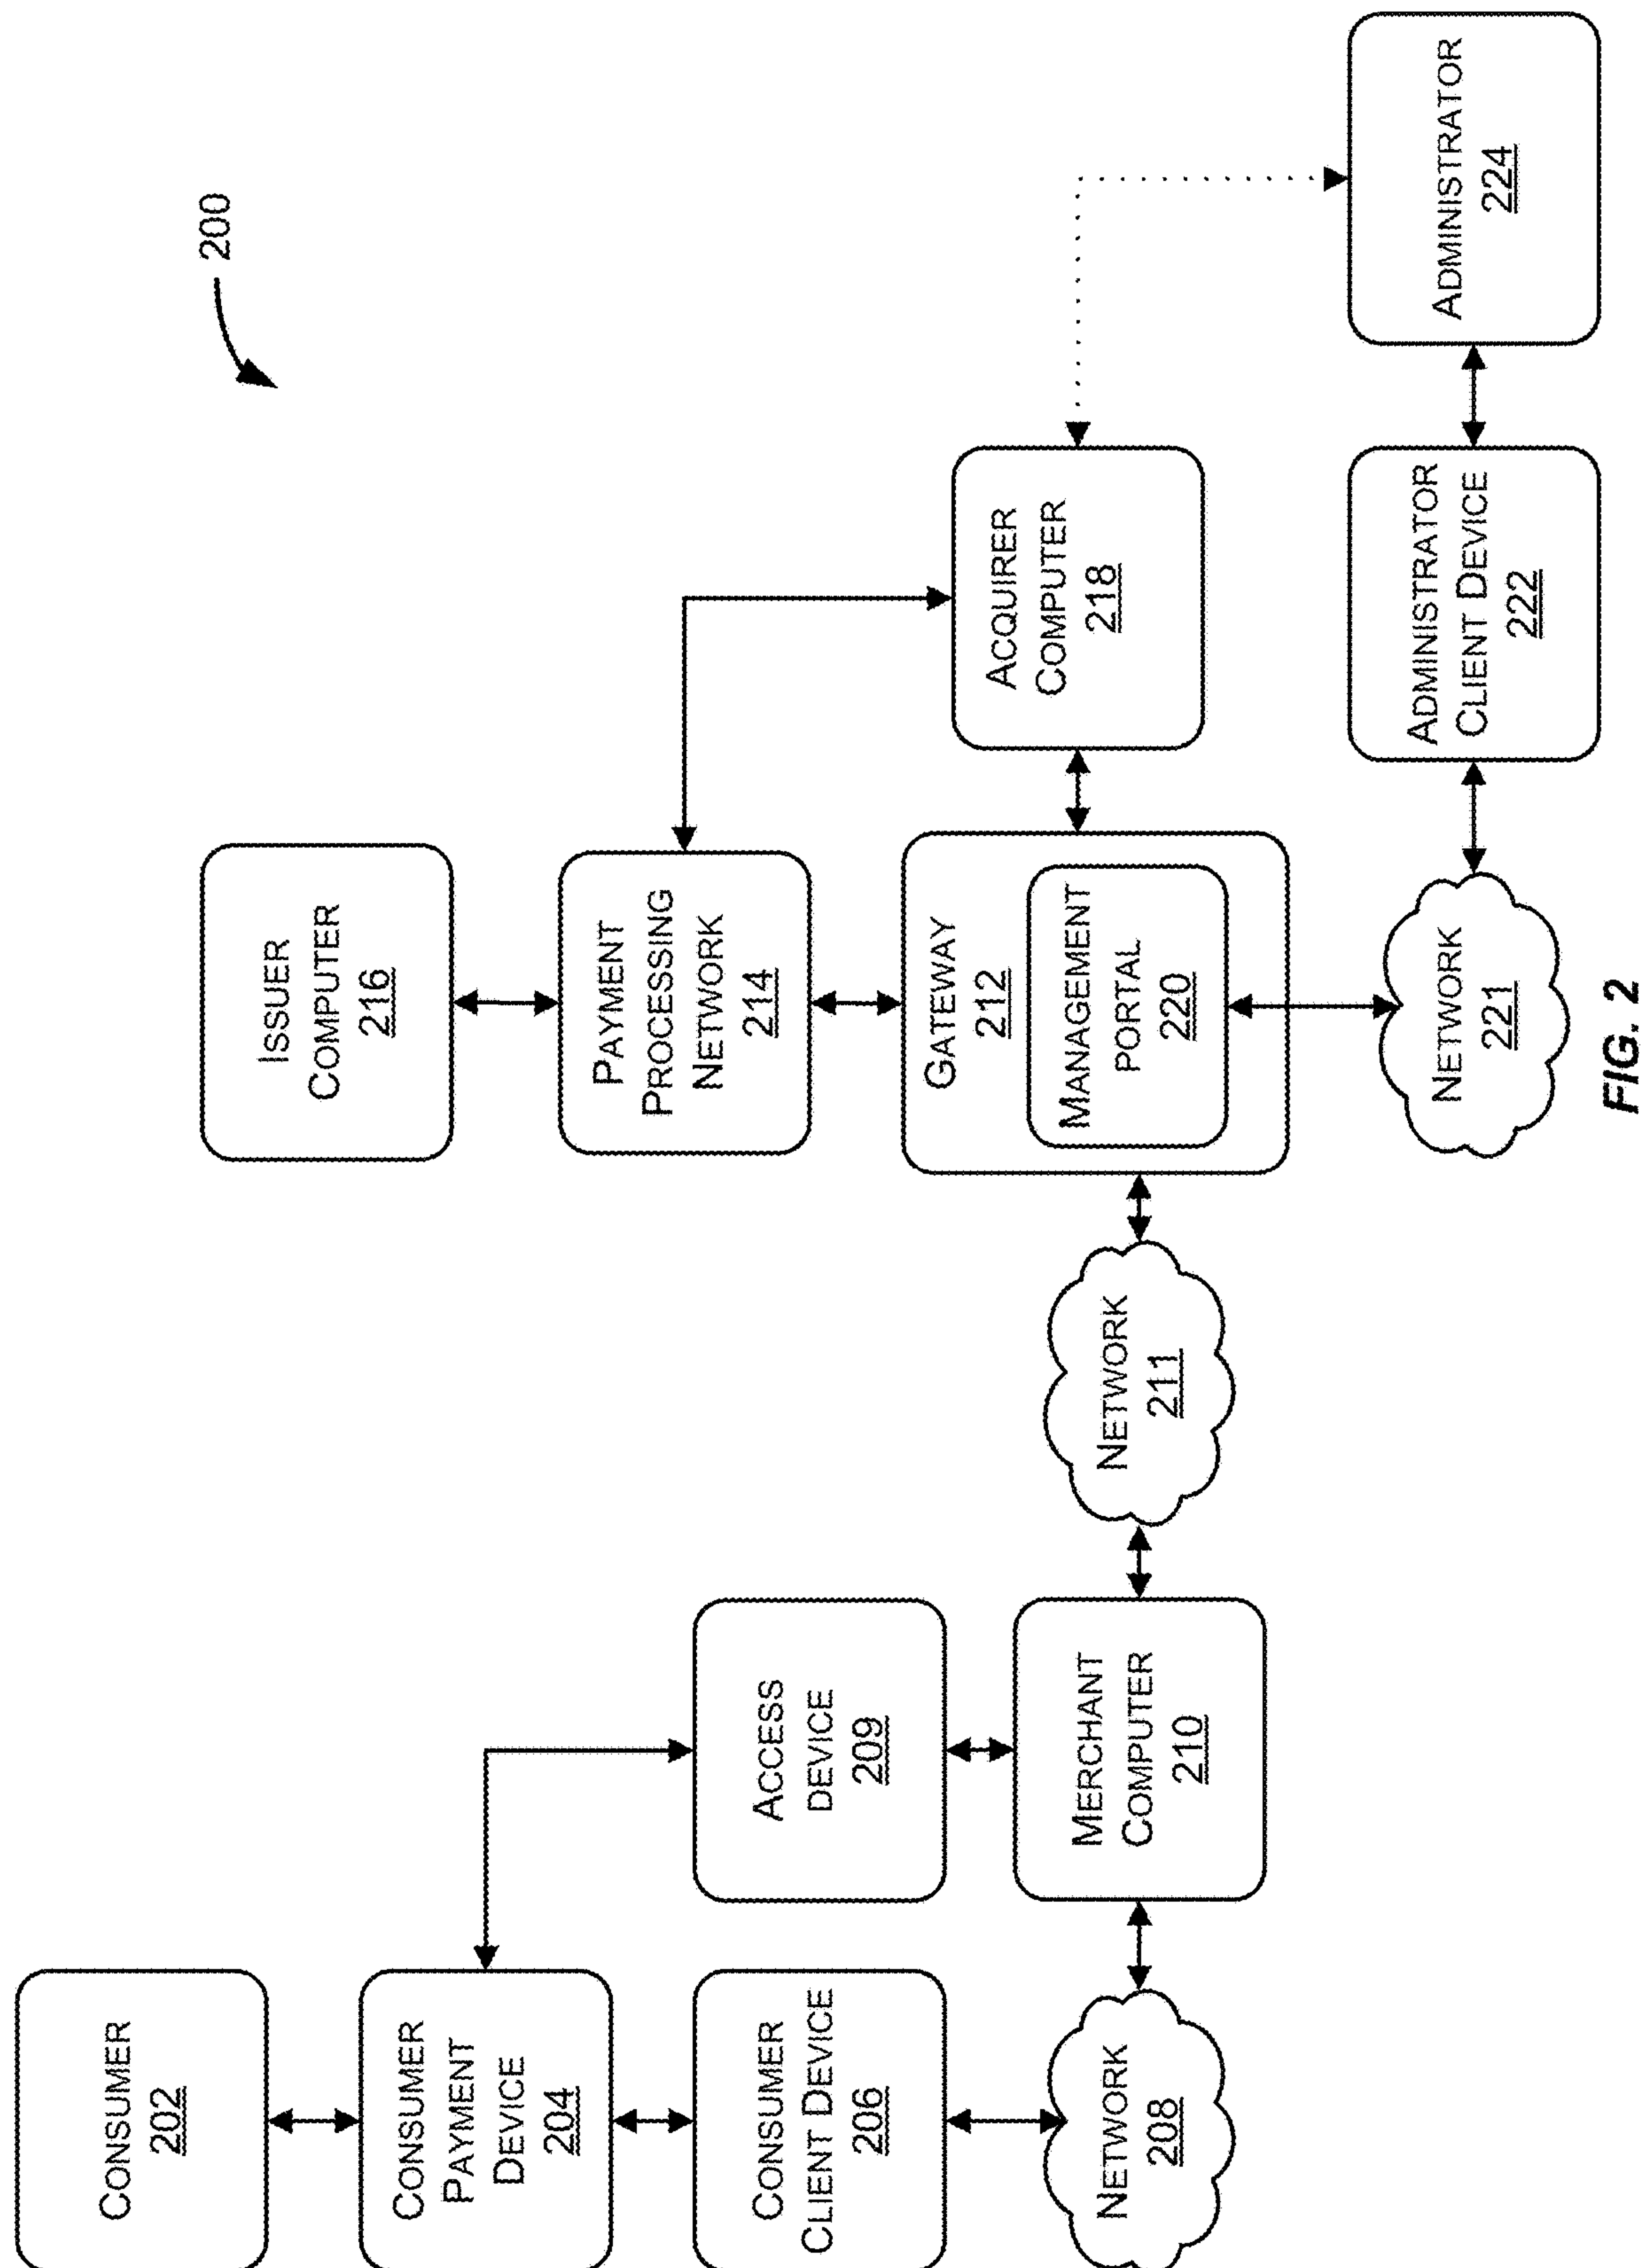 200
CONSUMER
202
CONSUMER
PAYMENT
DEVICE
204
CONSUMER
CLIENT DEVICE
206
NETWORK
208
ACCESS
DEVICE
209
MERCHANT
COMPUTER
210
NETWORK
211
ISSUER
COMPUTER
216
PAYMENT
PROCESSING
NETWORK
214
GATEWAY
212
MANAGEMENT
PORTAL
220
NETWORK
221
ACQUIRER
COMPUTER
218
ADMINISTRATOR
CLIENT DEVICE
222
ADMINISTRATOR
224
FIG. 2